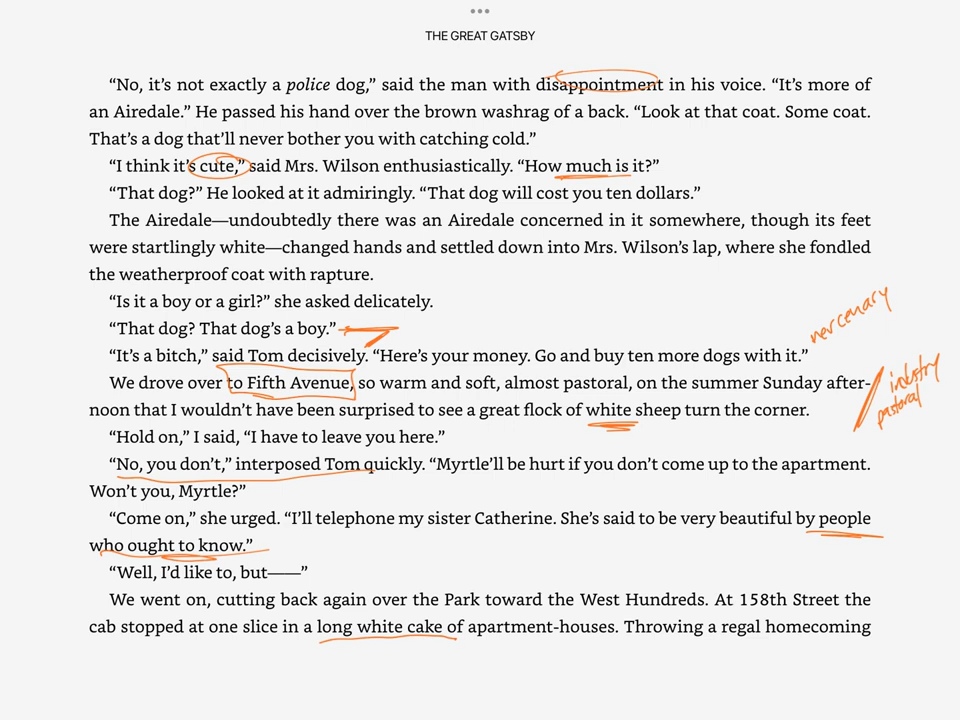 THE GREAT GATSBY
“No, it’s not exactly a police dog,” said the man with disappointment in his voice. “It’s more of
an Airedale.” He passed his hand over the brown washrag of a back. “Look at that coat. Some coat.
That’s a dog that’ll never bother you with catching cold.”
“I think it’s cute,” said Mrs. Wilson enthusiastically. “How much is it?”
“That dog?” He looked at it admiringly. “That dog will cost you ten dollars.”
The Airedale—undoubtedly there was an Airedale concerned in it somewhere, though its feet
were startlingly white—changed hands and settled down into Mrs. Wilson’s lap, where she fondled
the weatherproof coat with rapture.
“Is it a boy or a girl?” she asked delicately.
“That dog? That dog’s a boy.”
“It’s a bitch,” said Tom decisively. “Here’s your money. Go and buy ten more dogs with it.”
mercenary
We drove over to Fifth Avenue, so warm and soft, almost pastoral, on the summer Sunday after-
noon that I wouldn’t have been surprised to see a great flock of white sheep turn the corner.
industry
pastoral
“Hold on,” I said, “I have to leave you here.”
“No, you don’t,” interposed Tom quickly. “Myrtle’ll be hurt if you don’t come up to the apartment.
Won’t you, Myrtle?”
“Come on,” she urged. “I’ll telephone my sister Catherine. She’s said to be very beautiful by people
who ought to know.”
“Well, I’d like to, but——”
We went on, cutting back again over the Park toward the West Hundreds. At 158th Street the
cab stopped at one slice in a long white cake of apartment-houses. Throwing a regal homecoming